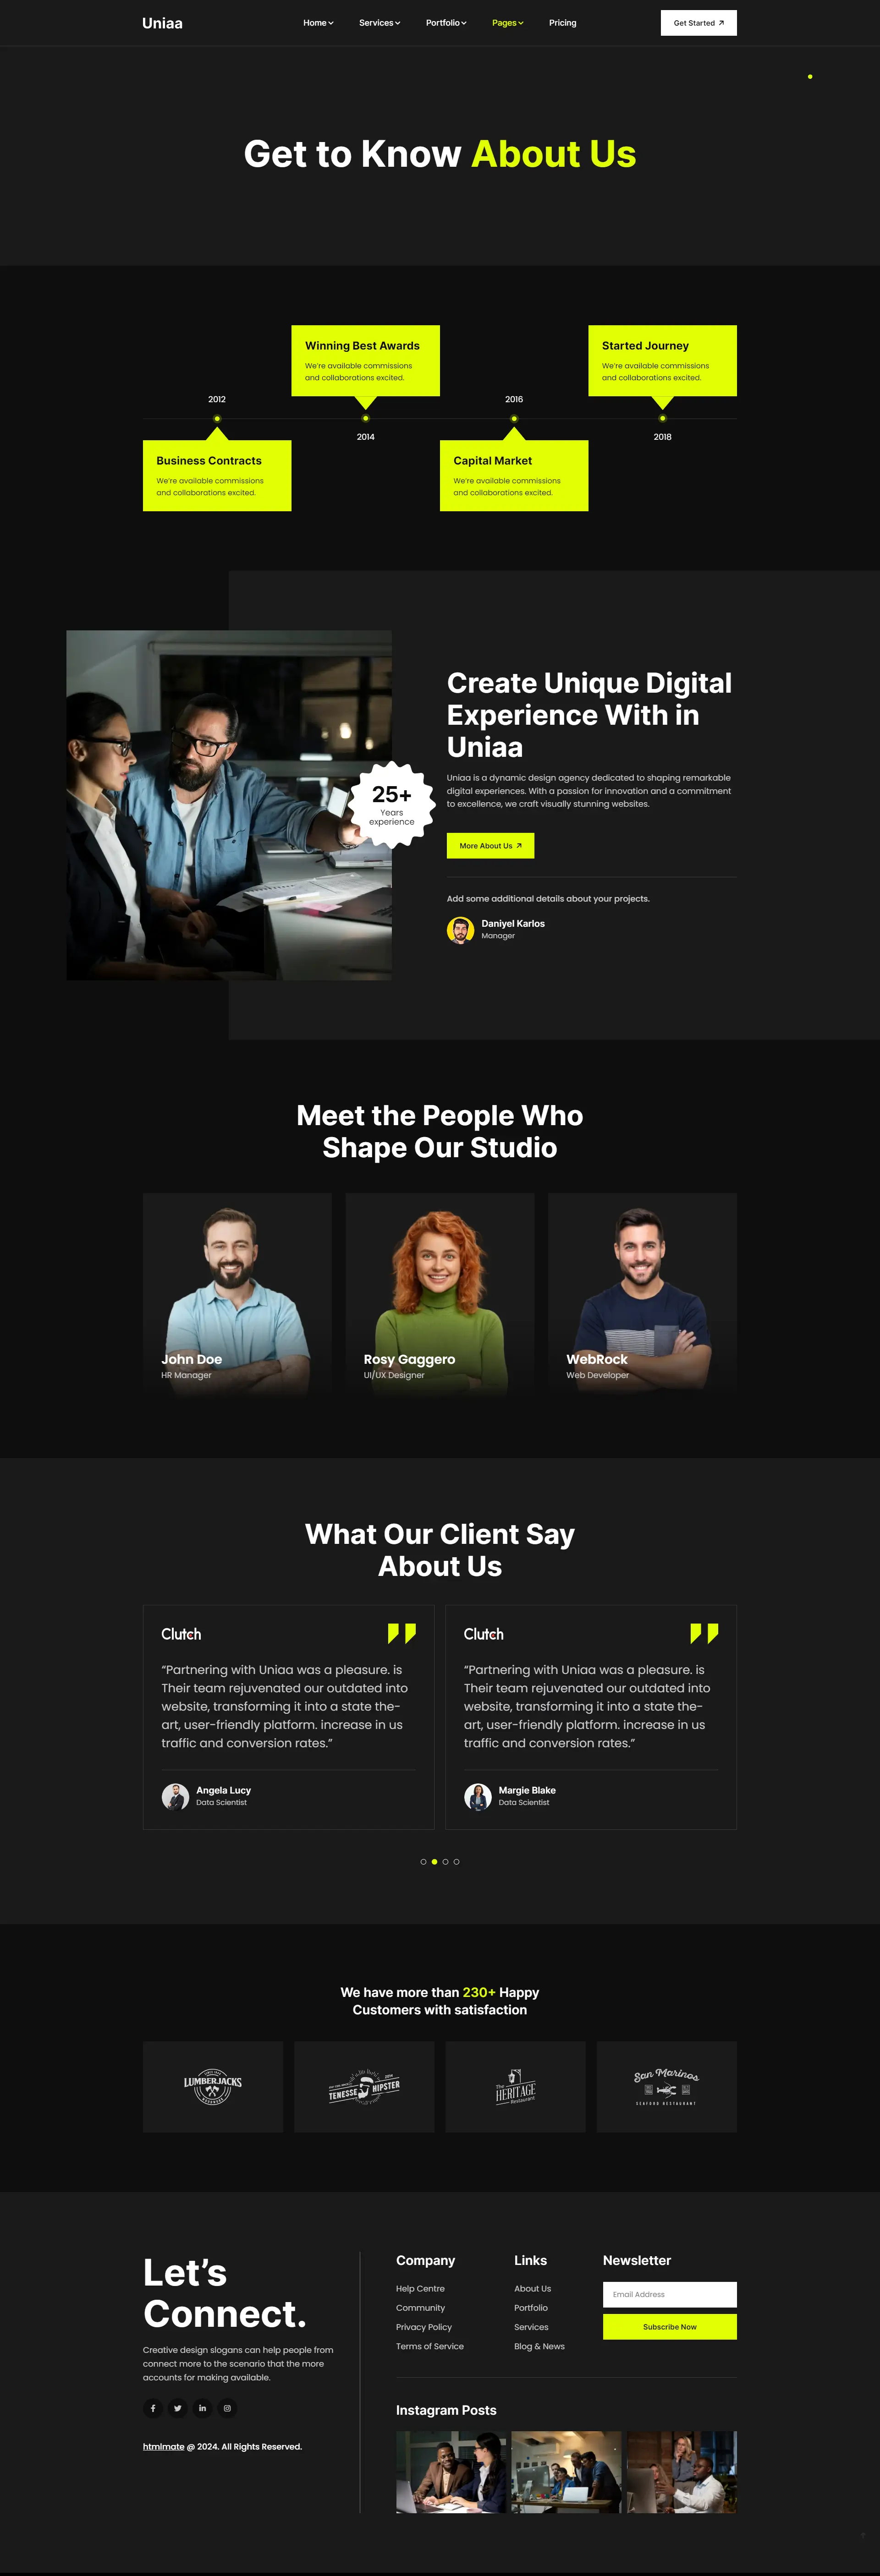 Uniaa
Home
Services
Portfolio
Pages
Pricing
Get Started
Get to Know About Us
Winning Best Awards
We're available commissions
and collaborations excited.
Started Journey
We're available commissions
and collaborations excited.
2012
2016
2014
2018
Business Contracts
We're available commissions
and collaborations excited.
Capital Market
We're available commissions
and collaborations excited.
25+
Years
experience
Create Unique Digital
Experience With in
Uniaa
Uniaa is a dynamic design agency dedicated to shaping remarkable
digital experiences. With a passion for innovation and a commitment
to excellence, we craft visually stunning websites.
More About Us
Add some additional details about your projects.
Daniyel Karlos
Manager
Meet the People Who
Shape Our Studio
John Doe
HR Manager
Rosy Gaggero
UI/UX Designer
WebRock
Web Developer
What Our Client Say
About Us
Clutch
“Partnering with Uniaa was a pleasure. is
Their team rejuvenated our outdated into
website, transforming it into a state the-
art, user-friendly platform. increase in us
traffic and conversion rates.”
Angela Lucy
Data Scientist
Clutch
“Partnering with Uniaa was a pleasure. is
Their team rejuvenated our outdated into
website, transforming it into a state the-
art, user-friendly platform. increase in us
traffic and conversion rates.”
Margie Blake
Data Scientist
We have more than 230+ Happy
Customers with satisfaction
LUMBERJACKS
TENESSE HIPSTER
The
HERITAGE
Restaurant
San Marinos
SEAFOOD RESTAURANT
Let’s
Connect.
Creative design slogans can help people from
connect more to the scenario that the more
accounts for making available.
htmlmate @ 2024. All Rights Reserved.
Company
Help Centre
Community
Privacy Policy
Terms of Service
Links
About Us
Portfolio
Services
Blog & News
Newsletter
Email Address
Subscribe Now
Instagram Posts